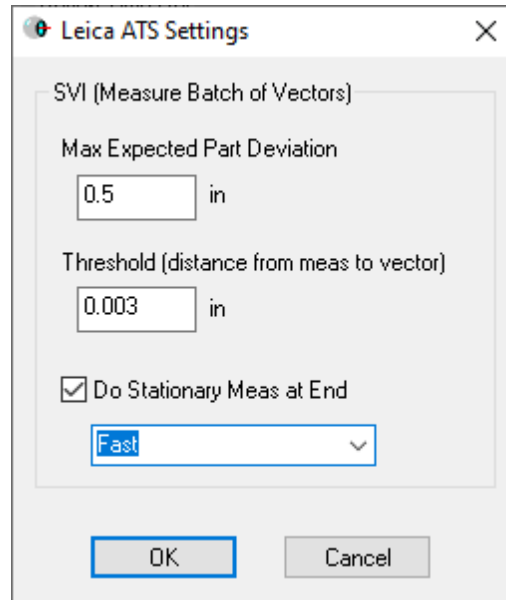 Leica ATS Settings
SVI (Measure Batch of Vectors)
Max Expected Part Deviation
0.5 in
Threshold (distance from meas to vector)
0.003 in
Do Stationary Meas at End
Fast
OK Cancel